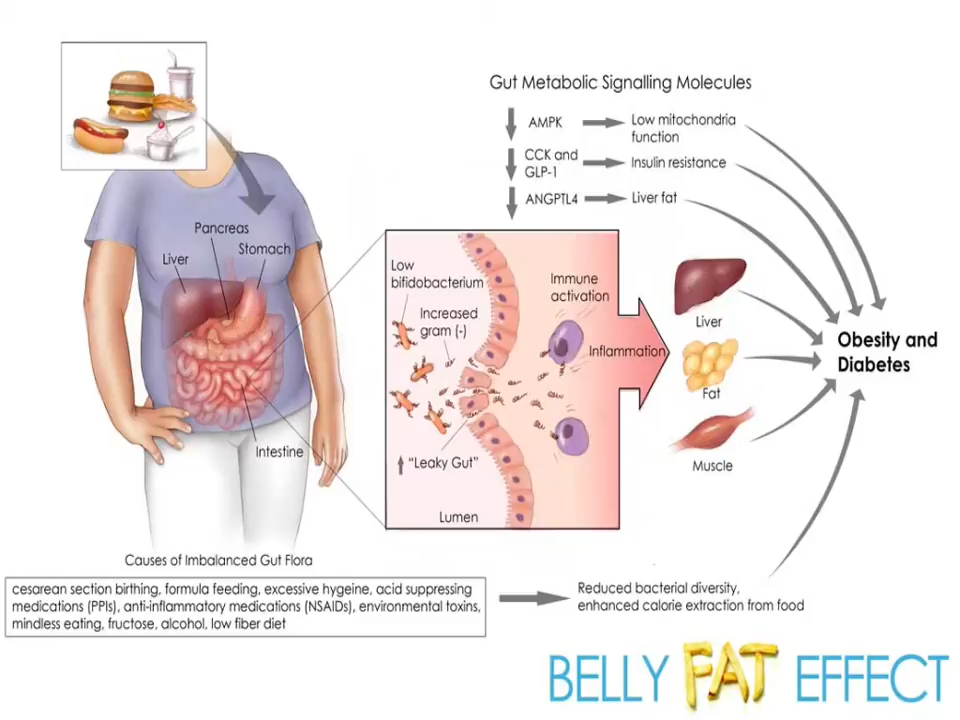 Gut Metabolic Signalling Molecules
AMPK
Low mitochondria
function
CCK and
GLP-1
Insulin resistance
ANGPTL4
Liver fat
Pancreas
Stomach
Liver
Intestine
Low
bifidobacterium
Increased
gram (-)
"Leaky Gut"
Lumen
Immune
activation
Inflammation
Liver
Fat
Muscle
Obesity and
Diabetes
Causes of Imbalanced Gut Flora
cesarean section birthing, formula feeding, excessive hygeine, acid suppressing
medications (PPIs), anti-inflammatory medications (NSAIDs), environmental toxins,
mindless eating, fructose, alcohol, low fiber diet
Reduced bacterial diversity,
enhanced calorie extraction from food
BELLY FAT EFFECT